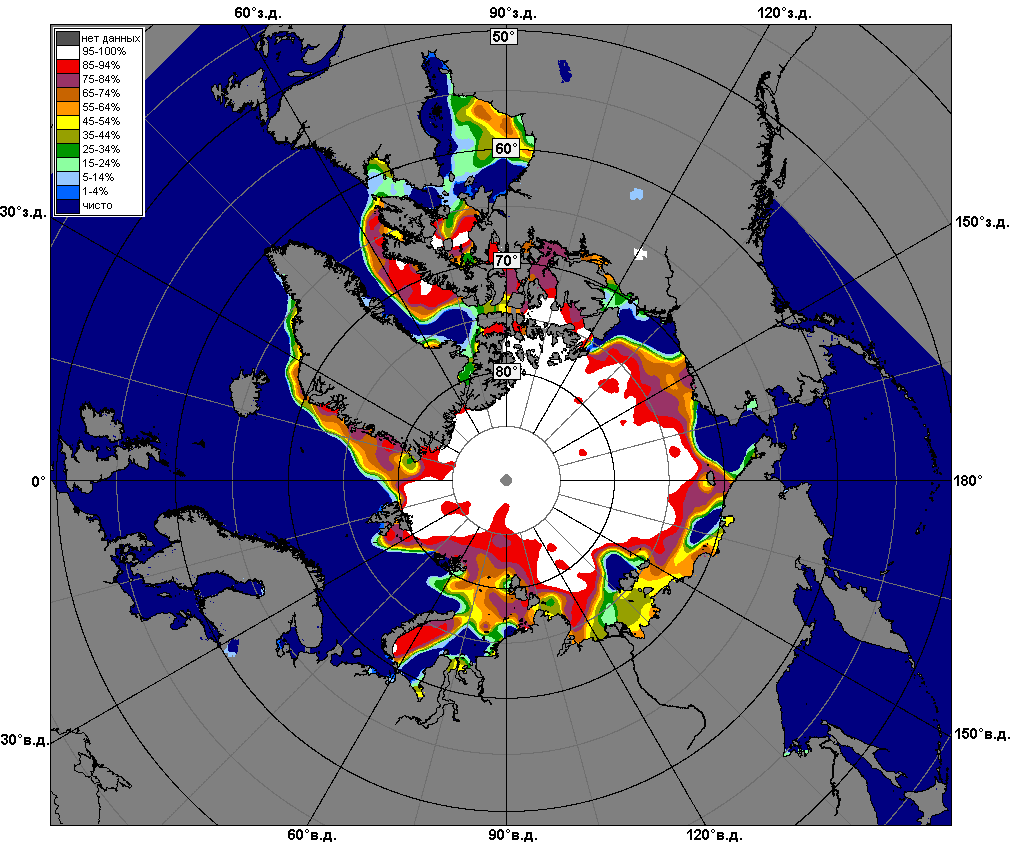 60°з.д.
90°з.д.
120°з.д.
50°
нет данных
95-100%
85-94%
75-84%
65-74%
55-64%
45-54%
35-44%
25-34%
15-24%
5-14%
1-4%
чисто
60°
30°з.д.
150°з.д.
70°
80°
0°
180°
30°в.д.
150°в.д.
60°в.д.
90°в.д.
120°в.д.